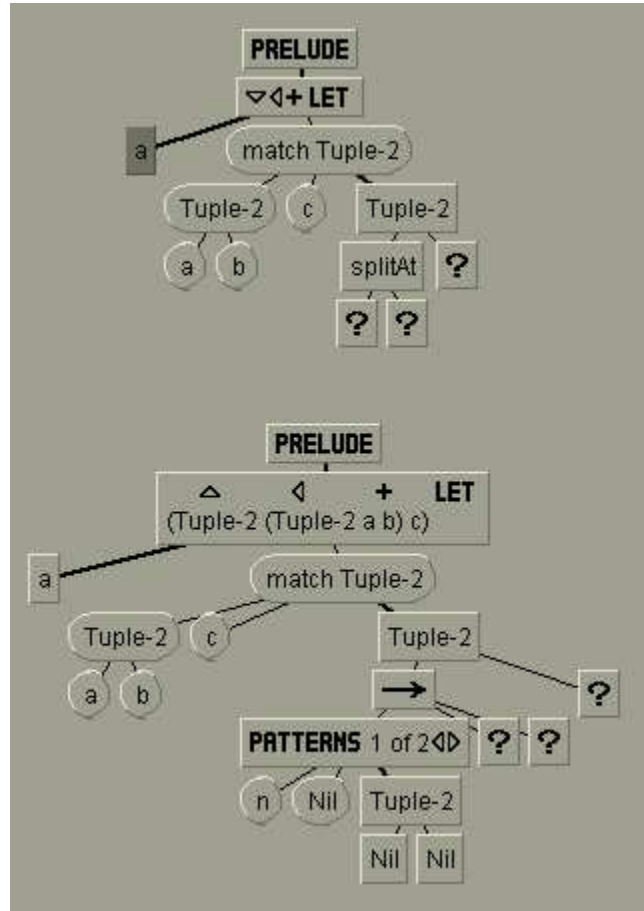 PRELUDE
▽◁+ LET
a
match Tuple-2
Tuple-2 c Tuple-2
a b splitAt ?
? ?
PRELUDE
△ ◁ + LET
(Tuple-2 (Tuple-2 a b) c)
a
match Tuple-2
Tuple-2 c Tuple-2
a b → ?
PATTERNS 1 of 2◁▷ ? ?
n Nil Tuple-2
Nil Nil